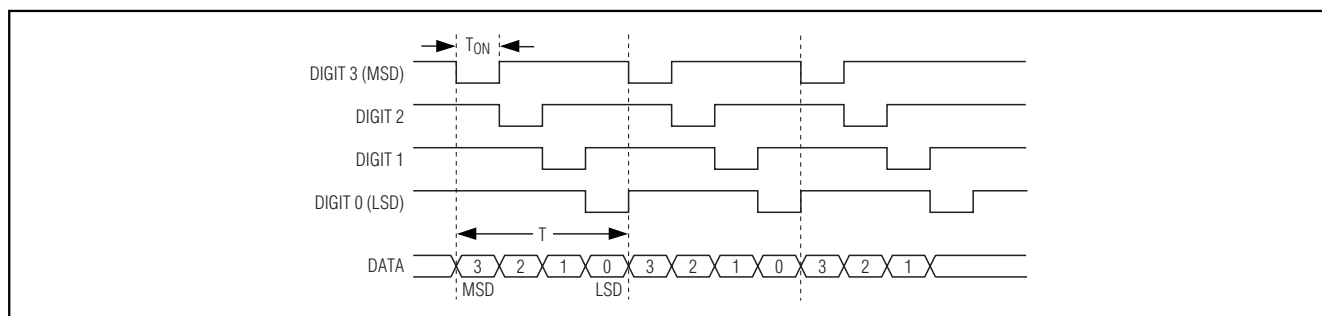 TON
DIGIT 3 (MSD)
DIGIT 2
DIGIT 1
DIGIT 0 (LSD)
T
DATA 3 2 1 0 3 2 1 0 3 2 1
MSD LSD